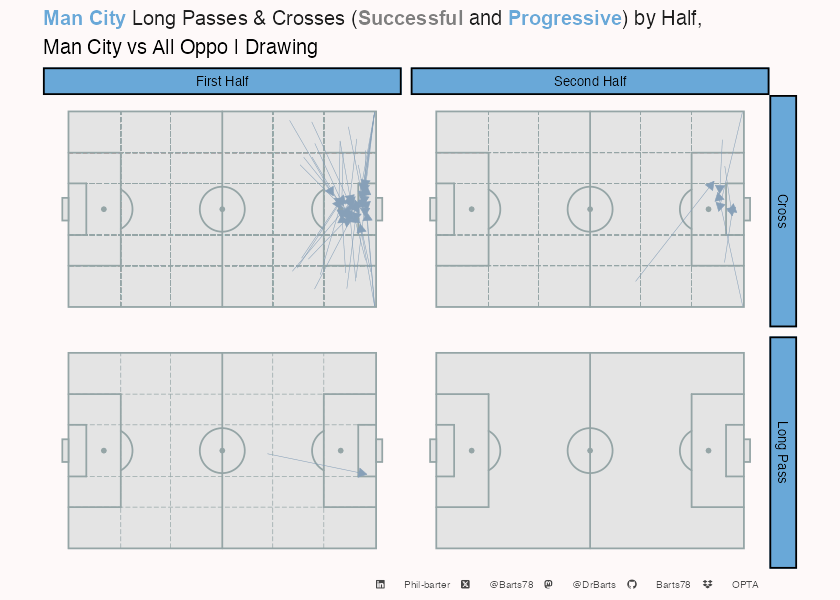 Man City Long Passes & Crosses (Successful and Progressive) by Half,
Man City vs All Oppo | Drawing
First Half
Second Half
Cross
Long Pass
Phil-barter @Barts78 @DrBarts Barts78 OPTA